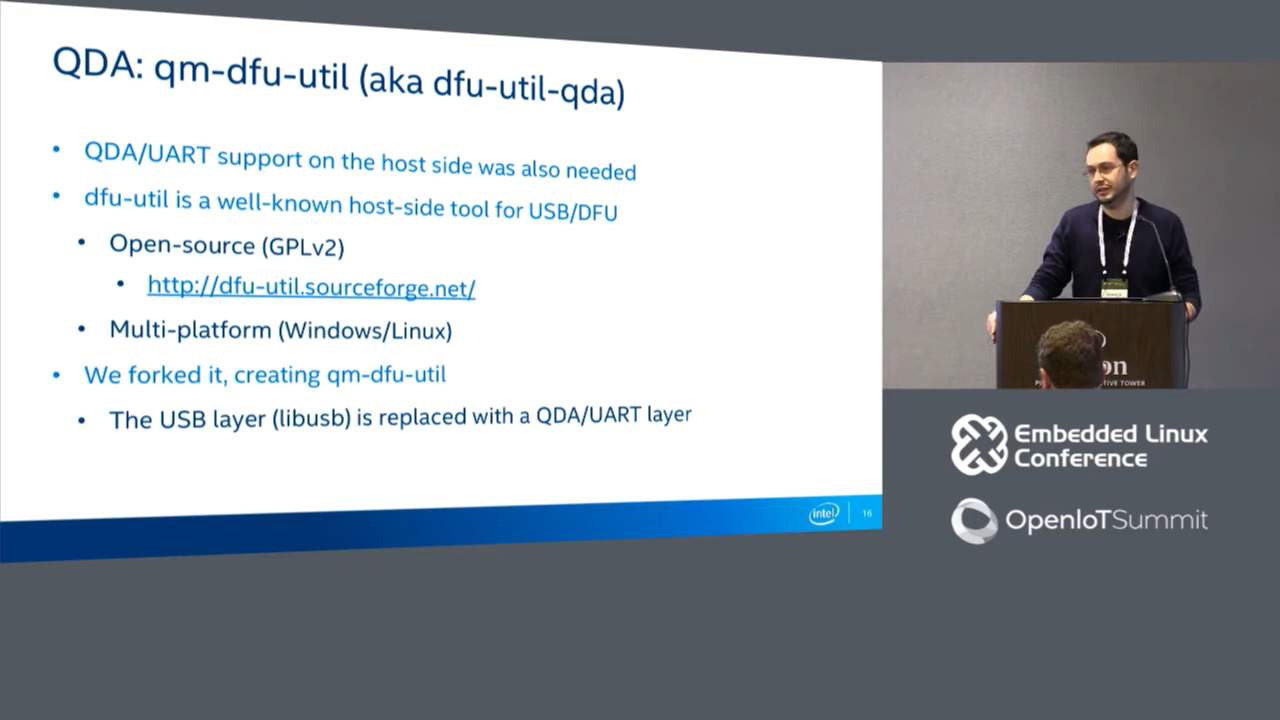 QDA: qm-dfu-util (aka dfu-util-qda)
• QDA/UART support on the host side was also needed
• dfu-util is a well-known host-side tool for USB/DFU
• Open-source (GPLv2)
• http://dfu-util.sourceforge.net/
• Multi-platform (Windows/Linux)
• We forked it, creating qm-dfu-util
• The USB layer (libusb) is replaced with a QDA/UART layer
intel
16
TIVE TOWER
Embedded Linux
Conference
OpenIoTSummit